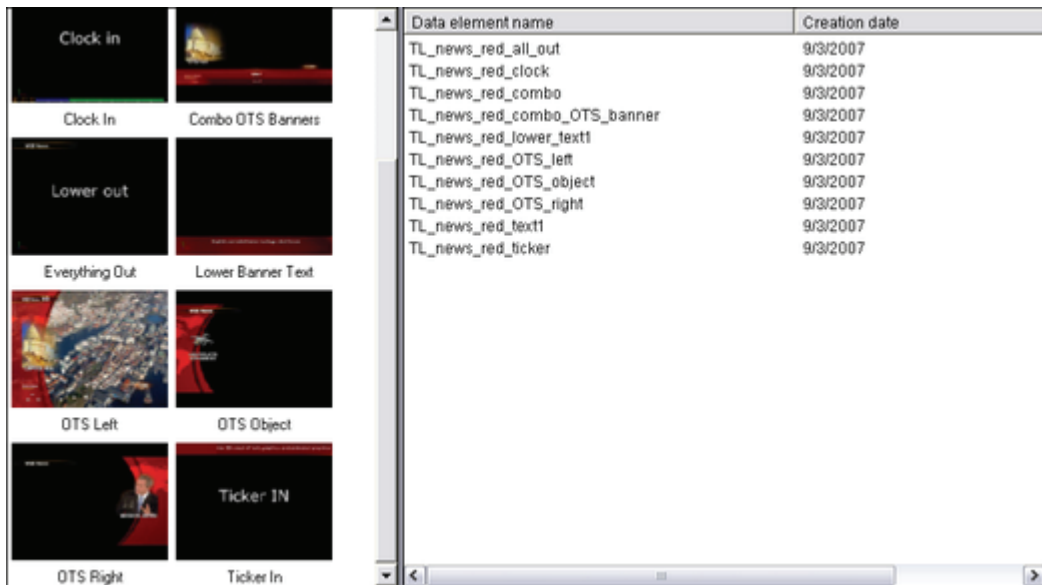 Clock in
Clock In
Combo OTS Banners
Lower out
Everything Out
Lower Banner Text
OTS Left
OTS Object
OTS Right
Ticker IN
Ticker In
Data element name Creation date
TL_news_red_all_out 9/3/2007
TL_news_red_clock 9/3/2007
TL_news_red_combo 9/3/2007
TL_news_red_combo_OTS_banner 9/3/2007
TL_news_red_lower_text1 9/3/2007
TL_news_red_OTS_left 9/3/2007
TL_news_red_OTS_object 9/3/2007
TL_news_red_OTS_right 9/3/2007
TL_news_red_text1 9/3/2007
TL_news_red_ticker 9/3/2007